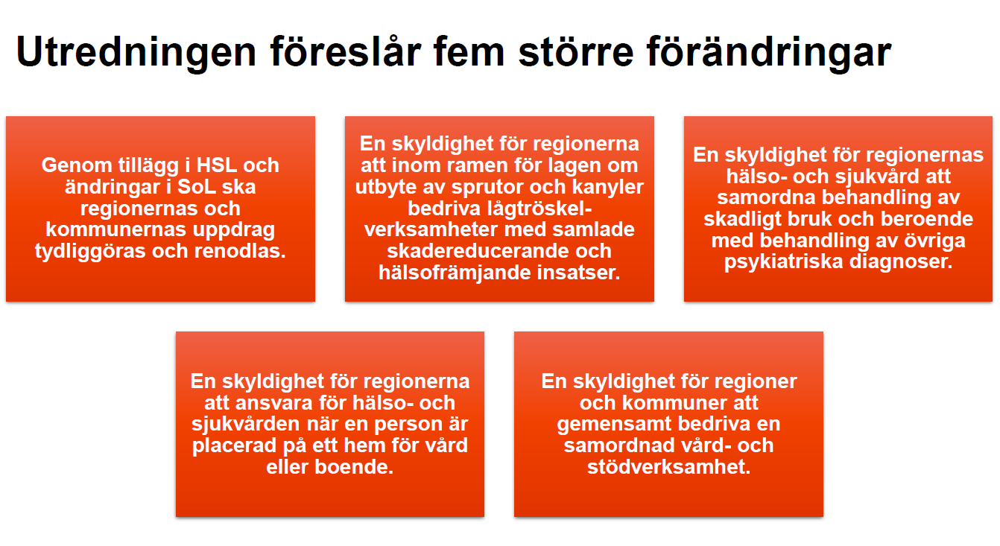 Utredningen föreslår fem större förändringar
Genom tillägg i HSL och
ändringar i SoL ska
regionernas och
kommunernas uppdrag
tydliggöras och renodlas.
En skyldighet för regionerna
att inom ramen för lagen om
utbyte av sprutor och kanyler
bedriva lågtröskel-
verksamheter med samlade
skadereducerande och
hälsofrämjande insatser.
En skyldighet för regionernas
hälso- och sjukvård att
samordna behandling av
skadligt bruk och beroende
med behandling av övriga
psykiatriska diagnoser.
En skyldighet för regionerna
att ansvara för hälso- och
sjukvården när en person är
placerad på ett hem för vård
eller boende.
En skyldighet för regioner
och kommuner att
gemensamt bedriva en
samordnad vård- och
stödverksamhet.